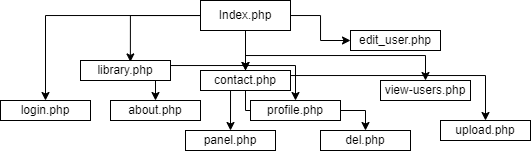 Index.php
edit_user.php
library.php
contact.php
view-users.php
login.php
about.php
profile.php
upload.php
panel.php
del.php